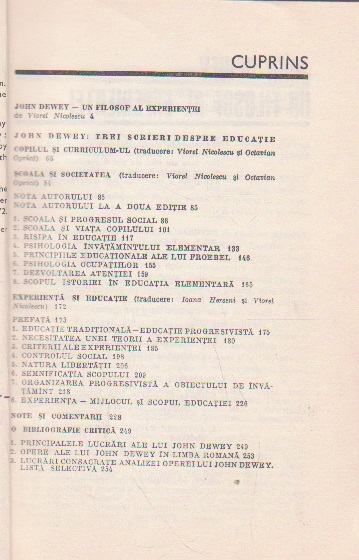 CUPRINS
JOHN DEWEY — UN FILOSOF AL EXPERIENȚEI
de Viorel Nicolescu 4
JOHN DEWEY: TREI SCRIERI DESPRE EDUCAȚIE
COPILUL ȘI CURRICULUM-UL (traducere: Viorel Nicolescu și Octavian
Oprică) 65
ȘCOALA ȘI SOCIETATEA (traducere: Viorel Nicolescu și Octavian
Oprică) 84
NOTA AUTORULUI 85
NOTA AUTORULUI LA A DOUA EDIȚIE 85
1. ȘCOALA ȘI PROGRESUL SOCIAL 86
2. ȘCOALA ȘI VIAȚA COPILULUI 101
3. RISIPA ÎN EDUCAȚIE 117
4. PSIHOLOGIA ÎNVĂȚĂMÎNTULUI ELEMENTAR 133
5. PRINCIPIILE EDUCAȚIONALE ALE LUI FROEBEL 146
6. PSIHOLOGIA OCUPAȚIILOR 155
7. DEZVOLTAREA ATENȚIEI 159
8. SCOPUL ISTORIEI ÎN EDUCAȚIA ELEMENTARĂ 165
EXPERIENȚĂ ȘI EDUCAȚIE (traducere: Ioana Herseni și Viorel
Nicolescu) 172
PREFAȚĂ 173
1. EDUCAȚIE TRADIȚIONALĂ — EDUCAȚIE PROGRESIVISTĂ 175
2. NECESITATEA UNEI TEORII A EXPERIENȚEI 180
3. CRITERII ALE EXPERIENȚEI 185
4. CONTROLUL SOCIAL 198
5. NATURA LIBERTĂȚII 205
6. SEMNIFICAȚIA SCOPULUI 209
7. ORGANIZAREA PROGRESIVISTĂ A OBIECTULUI DE ÎNVĂ-
ȚĂMÎNT 213
8. EXPERIENȚA — MIJLOCUL ȘI SCOPUL EDUCAȚIEI 226
NOTE ȘI COMENTARII 228
O BIBLIOGRAFIE CRITICĂ 249
1. PRINCIPALELE LUCRĂRI ALE LUI JOHN DEWEY 249
2. OPERE ALE LUI JOHN DEWEY ÎN LIMBA ROMÂNĂ 253
3. LUCRĂRI CONSACRATE ANALIZEI OPEREI LUI JOHN DEWEY.
LISTĂ SELECTIVĂ 254